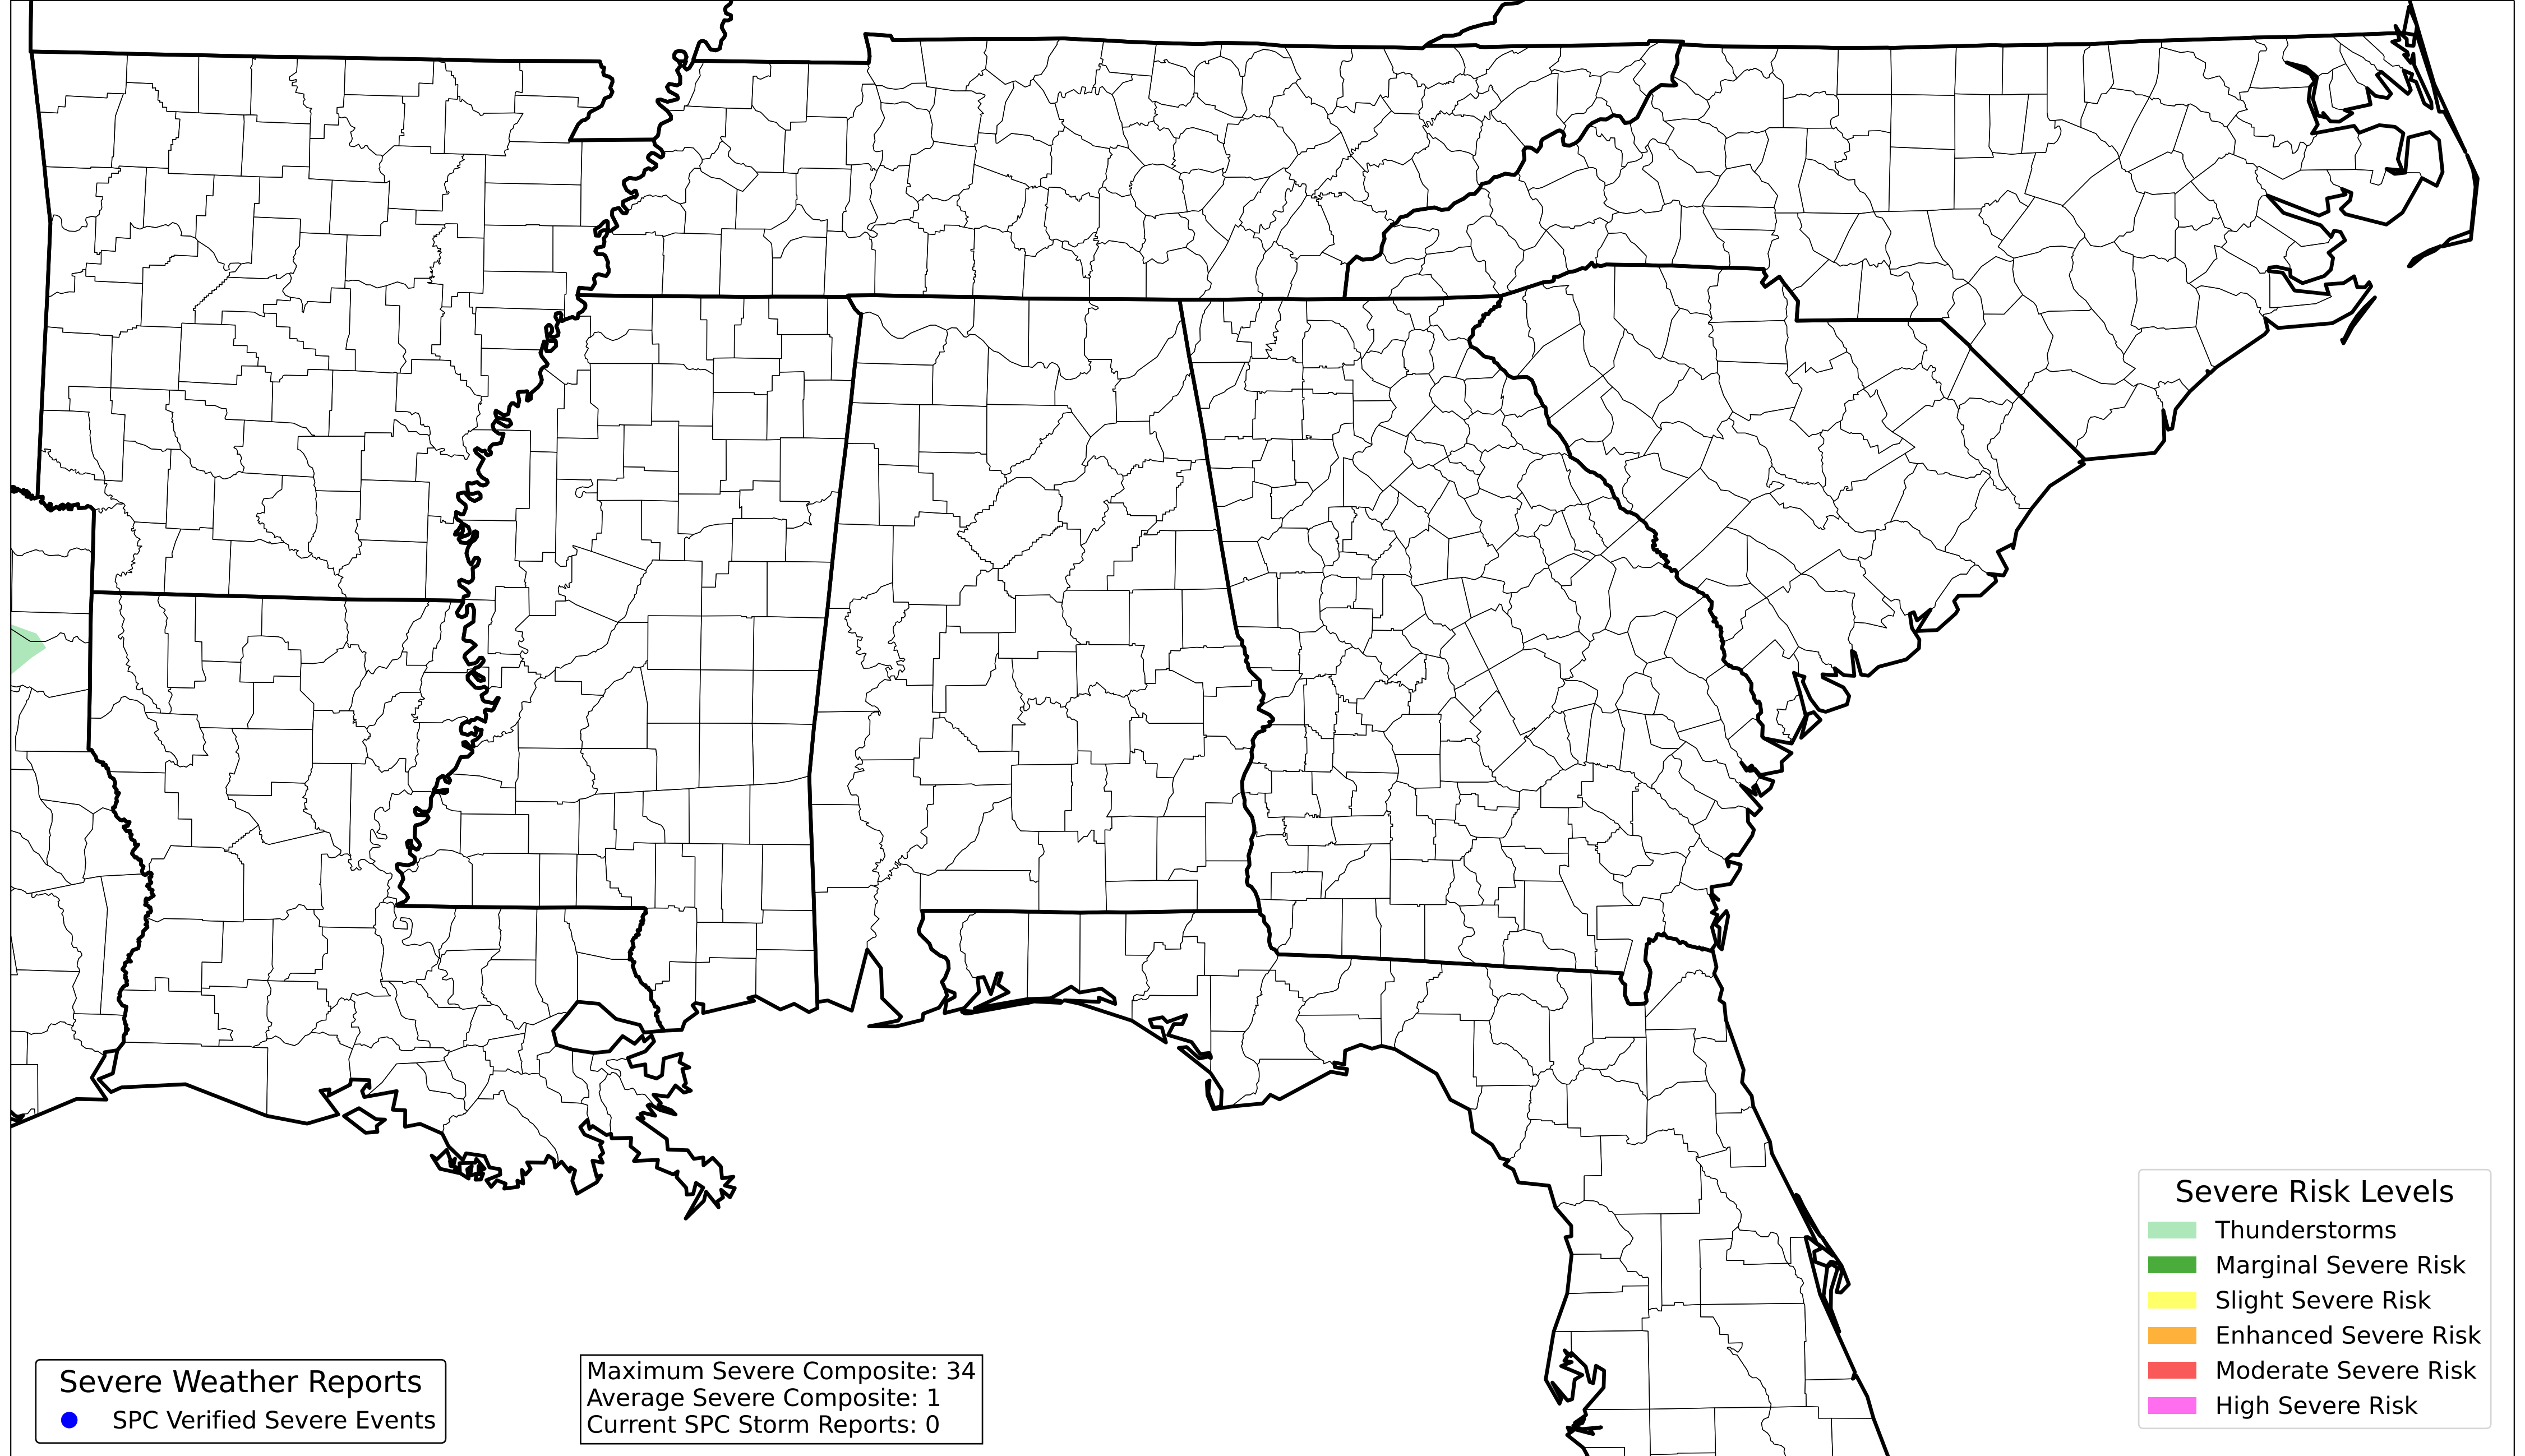 Severe Risk Levels
Thunderstorms
Marginal Severe Risk
Slight Severe Risk
Enhanced Severe Risk
Moderate Severe Risk
High Severe Risk
Severe Weather Reports
SPC Verified Severe Events
Maximum Severe Composite: 34
Average Severe Composite: 1
Current SPC Storm Reports: 0